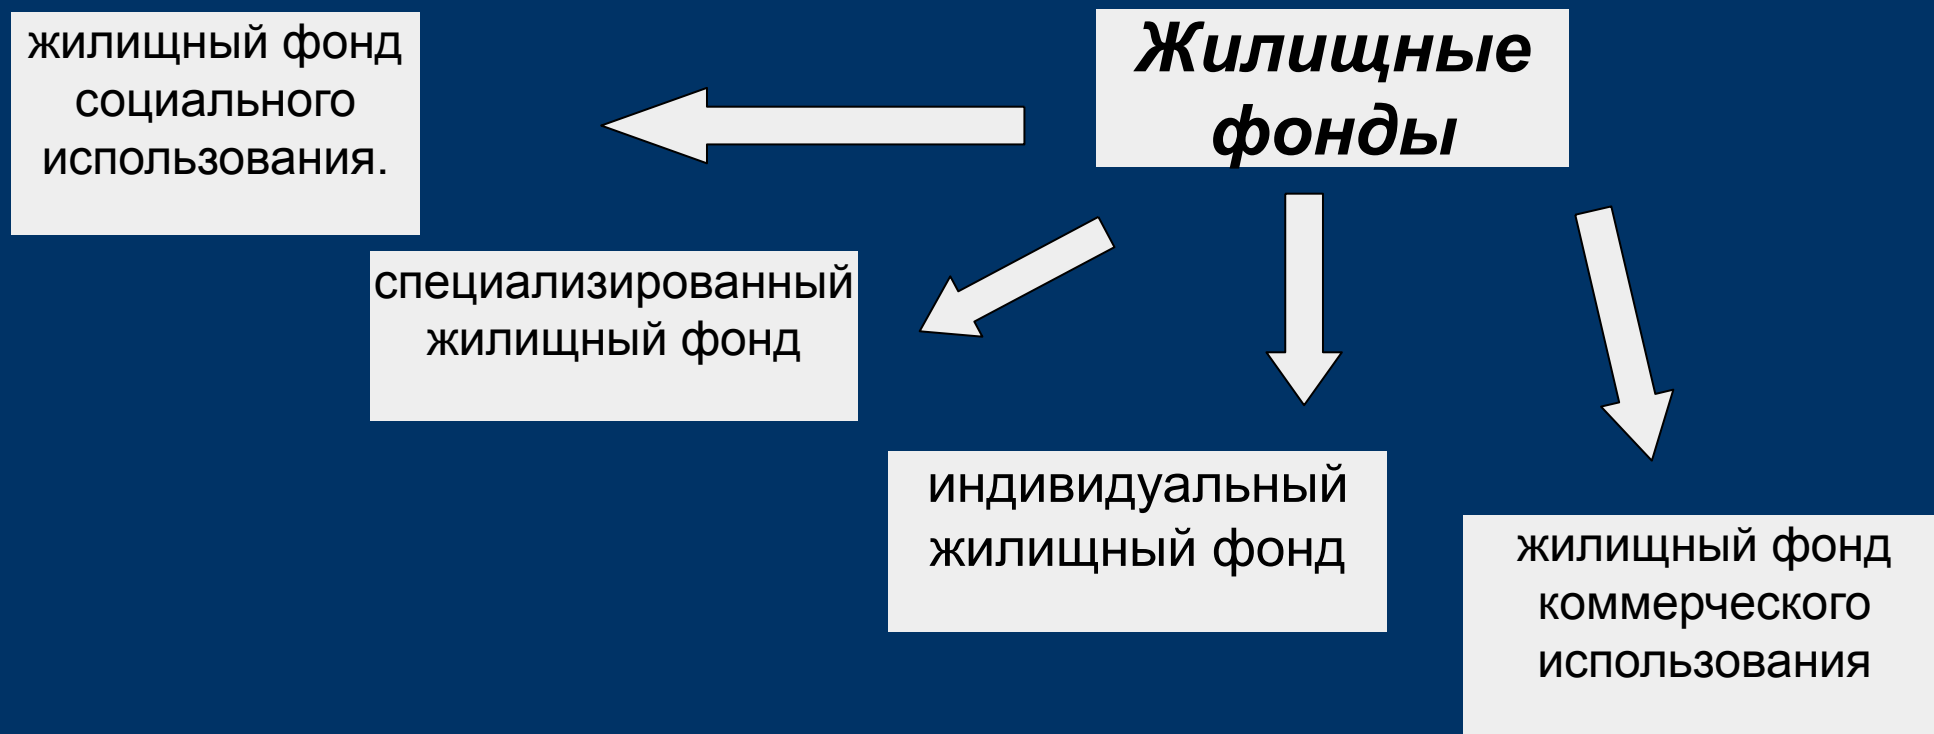 Жилищные
фонды
жилищный фонд
социального
использования.
специализированный
жилищный фонд
индивидуальный
жилищный фонд
жилищный фонд
коммерческого
использования